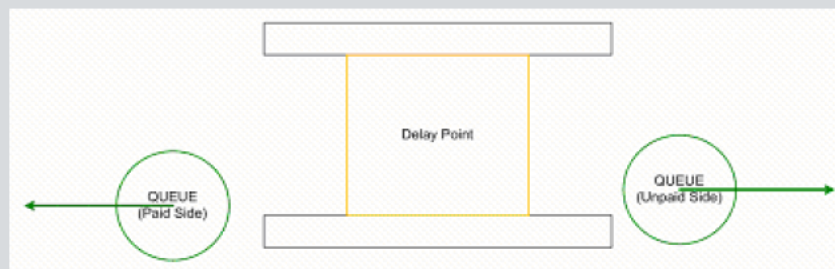 Delay Point
QUEUE
(Paid Side)
QUEUE
(Unpaid Side)